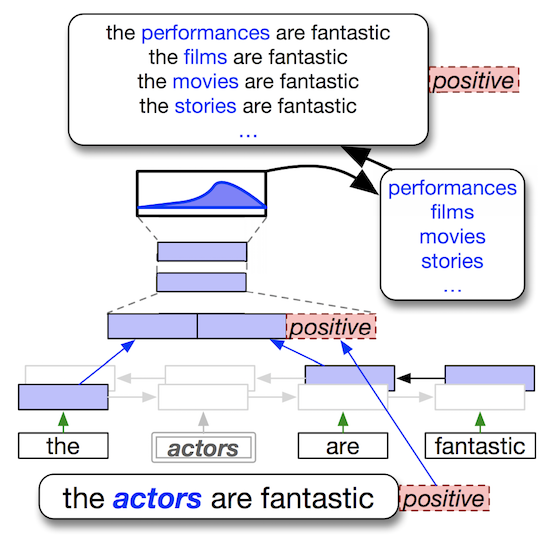 the performances are fantastic
the films are fantastic
the movies are fantastic
the stories are fantastic
...
positive
performances
films
movies
stories
...
positive
the
actors
are
fantastic
the actors are fantastic
positive